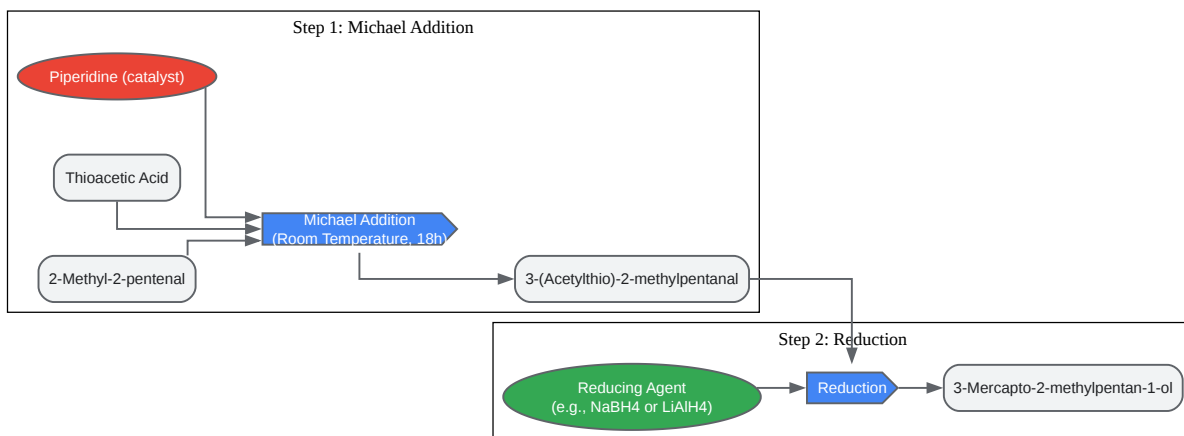 Step 1: Michael Addition
Piperidine (catalyst)
Thioacetic Acid
Michael Addition
(Room Temperature, 18h)
2-Methyl-2-pentenal
3-(Acetylthio)-2-methylpentanal
Step 2: Reduction
Reducing Agent
(e.g., NaBH4 or LiAlH4)
Reduction
3-Mercapto-2-methylpentan-1-ol